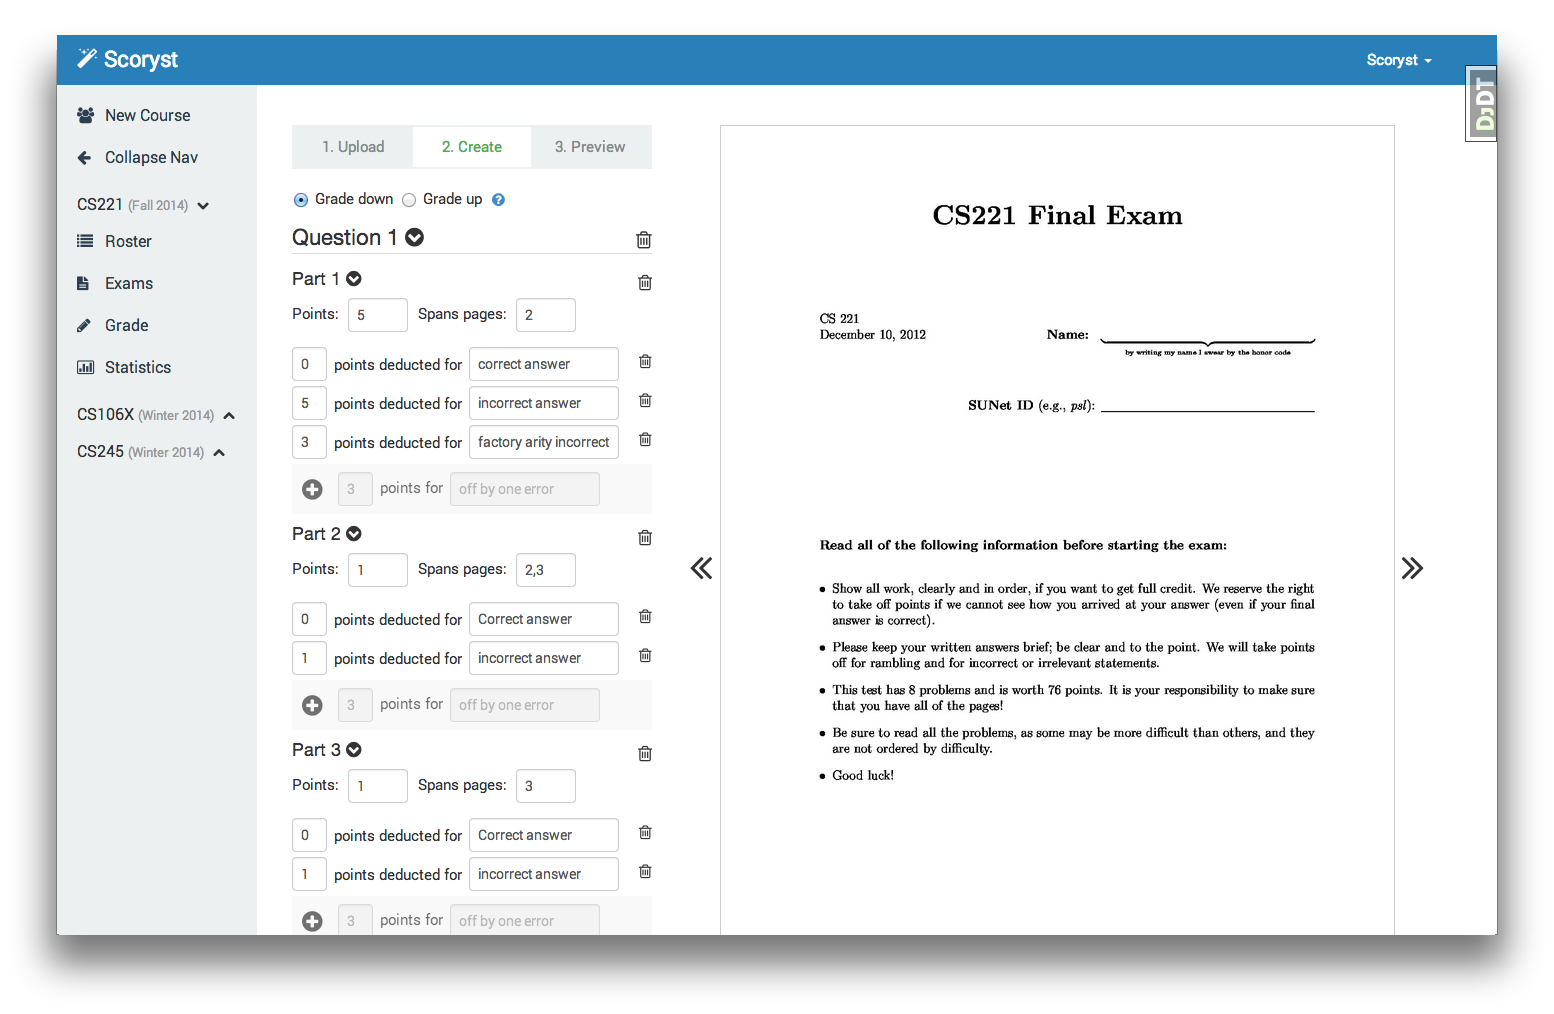 Scoryst
Scoryst
DjDT
New Course
Collapse Nav
CS221 (Fall 2014)
Roster
Exams
Grade
Statistics
CS106X (Winter 2014)
CS245 (Winter 2014)
1. Upload
2. Create
3. Preview
Grade down
Grade up
?
Question 1
Part 1
Points: 5 Spans pages: 2
0 points deducted for correct answer
5 points deducted for incorrect answer
3 points deducted for factory arity incorrect
3 points for off by one error
Part 2
Points: 1 Spans pages: 2,3
0 points deducted for Correct answer
1 points deducted for incorrect answer
3 points for off by one error
Part 3
Points: 1 Spans pages: 3
0 points deducted for Correct answer
1 points deducted for incorrect answer
3 points for off by one error
CS221 Final Exam
CS 221
December 10, 2012
Name:
by writing my name I swear by the honor code
SUNet ID (e.g., psl):
Read all of the following information before starting the exam:
• Show all work, clearly and in order, if you want to get full credit. We reserve the right
to take off points if we cannot see how you arrived at your answer (even if your final
answer is correct).
• Please keep your written answers brief; be clear and to the point. We will take points
off for rambling and for incorrect or irrelevant statements.
• This test has 8 problems and is worth 76 points. It is your responsibility to make sure
that you have all of the pages!
• Be sure to read all the problems, as some may be more difficult than others, and they
are not ordered by difficulty.
• Good luck!